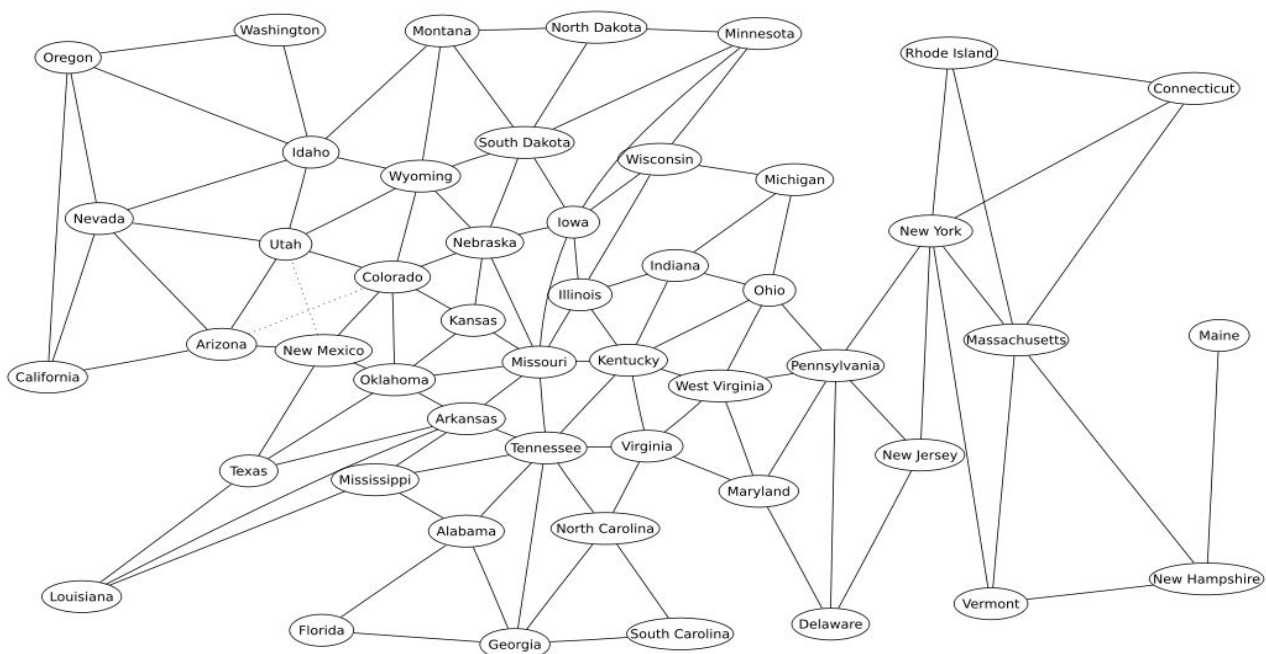 Washington
Montana
North Dakota
Minnesota
Oregon
Rhode Island
Connecticut
South Dakota
Idaho
Wisconsin
Wyoming
Michigan
Nevada
Iowa
New York
Utah
Nebraska
Indiana
Colorado
Illinois
Ohio
Kansas
Maine
Arizona
New Mexico
Massachusetts
Missouri
Kentucky
Pennsylvania
California
Oklahoma
West Virginia
Arkansas
Tennessee
Virginia
New Jersey
Texas
Mississippi
Maryland
Alabama
North Carolina
New Hampshire
Louisiana
Vermont
Delaware
Florida
South Carolina
Georgia